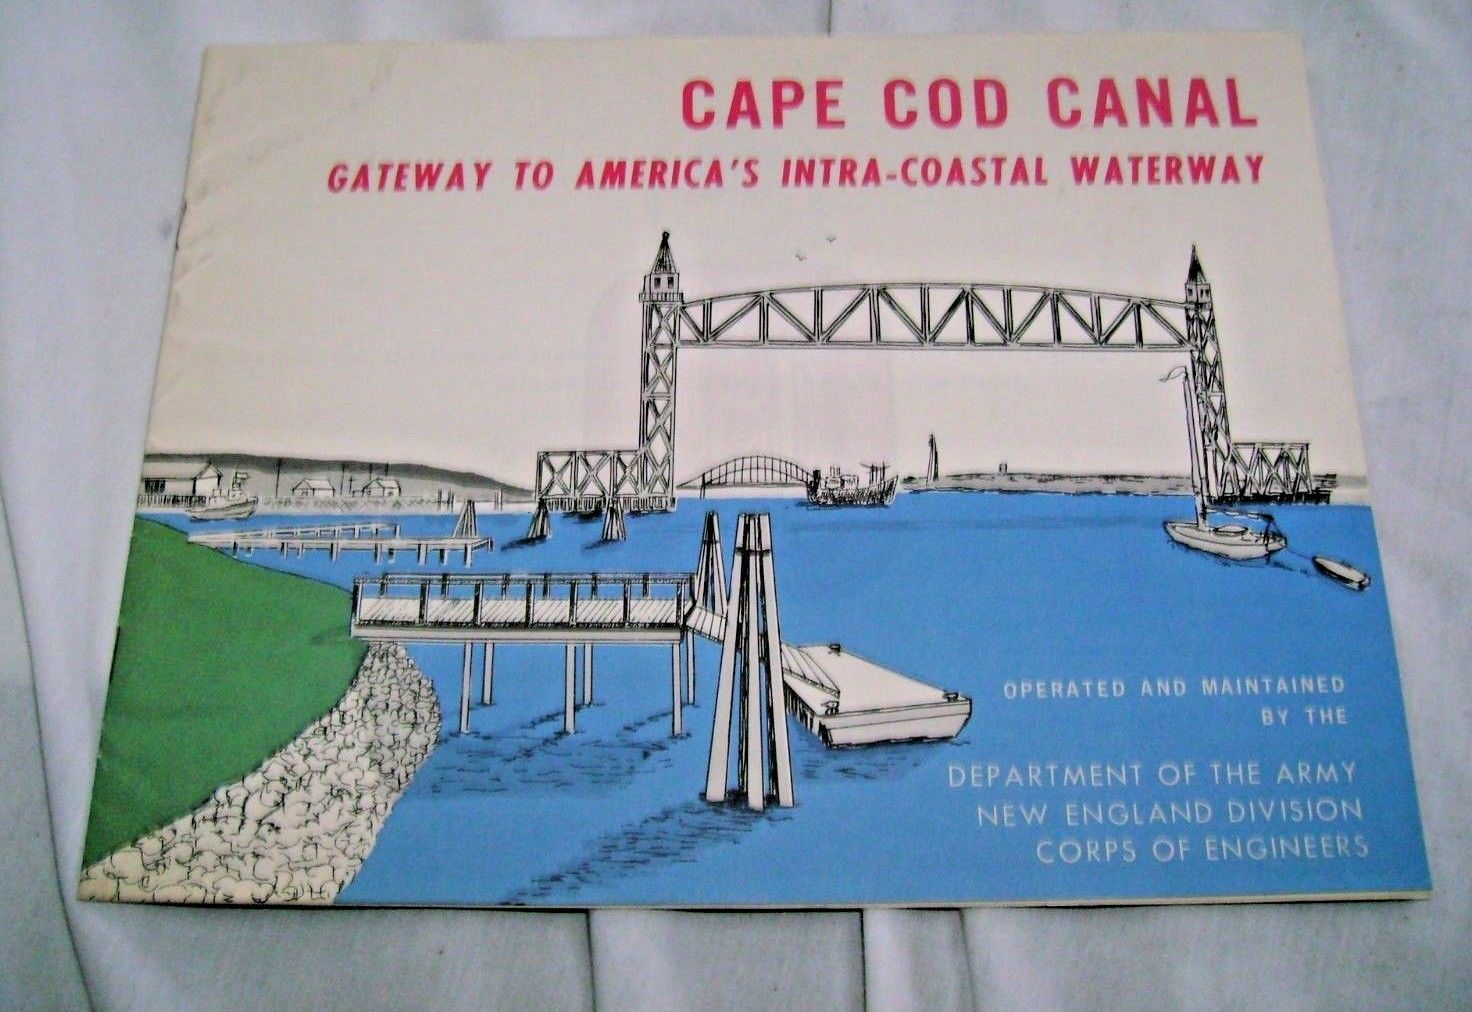 CAPE COD CANAL
GATEWAY TO AMERICA'S INTRA-COASTAL WATERWAY
OPERATED AND MAINTAINED
BY THE
DEPARTMENT OF THE ARMY
NEW ENGLAND DIVISION
CORPS OF ENGINEERS